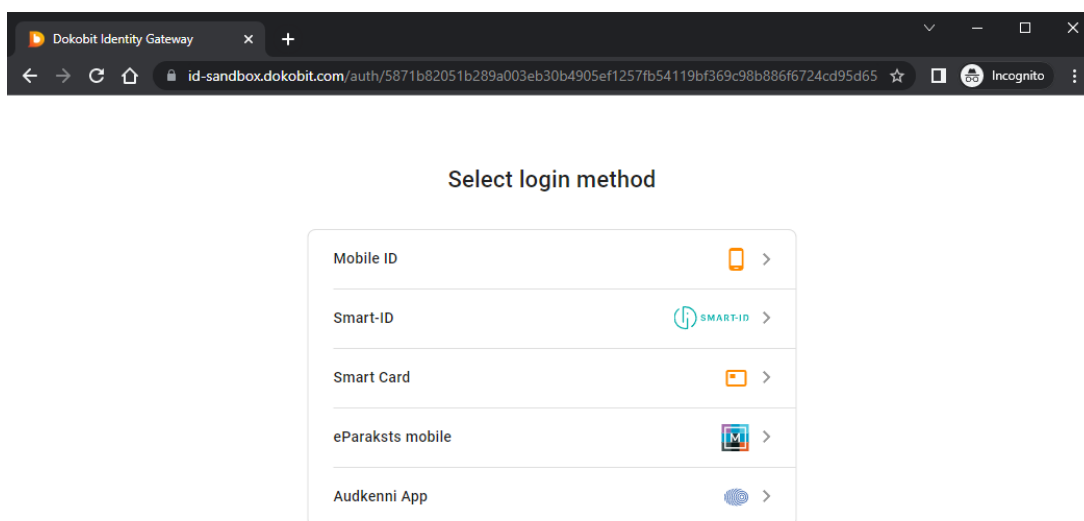 Dokobit Identity Gateway
id-sandbox.dokobit.com/auth/5871b82051b289a003eb30b4905ef1257fb54119bf369c98b886f6724cd95d65
Incognito
Select login method
Mobile ID
Smart-ID SMART-ID
Smart Card
eParaksts mobile M
Audkenni App